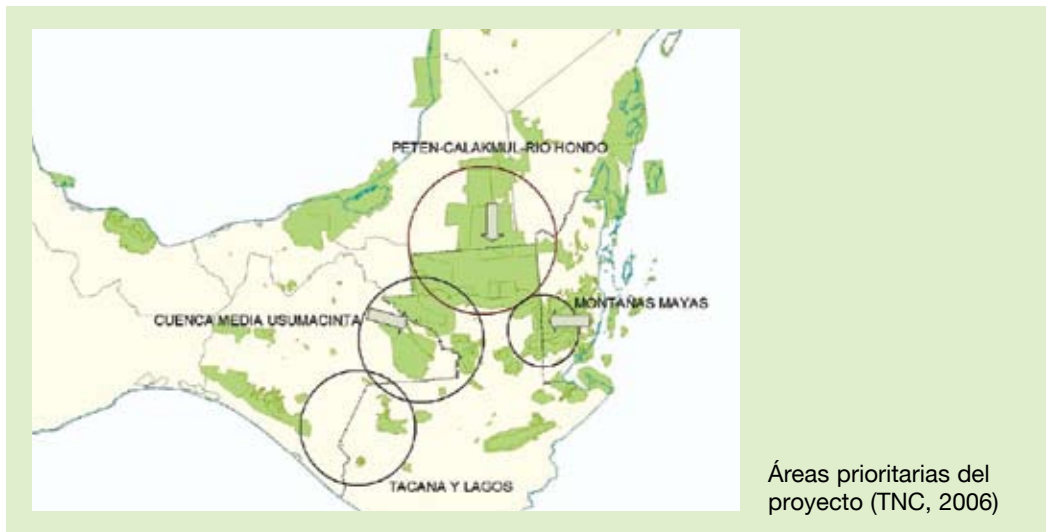 PETEN-CALAKMUL-RIO HONDO
MONTAÑAS MAYAS
CUENCA MEDIA USUMACINTA
TACANA Y LAGOS
Áreas prioritarias del
proyecto (TNC, 2006)